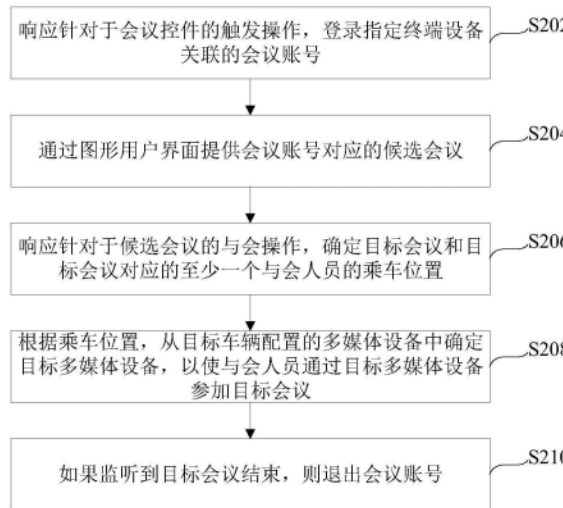 响应针对于会议控件的触发操作，登录指定终端设备
关联的会议账号
S202
通过图形用户界面提供会议账号对应的候选会议
S204
响应针对于候选会议的与会操作，确定目标会议和目
标会议对应的至少一个与会人员的乘车位置
S206
根据乘车位置，从目标车辆配置的多媒体设备中确定
目标多媒体设备，以使与会人员通过目标多媒体设备
参加目标会议
S208
如果监听到目标会议结束，则退出会议账号
S210